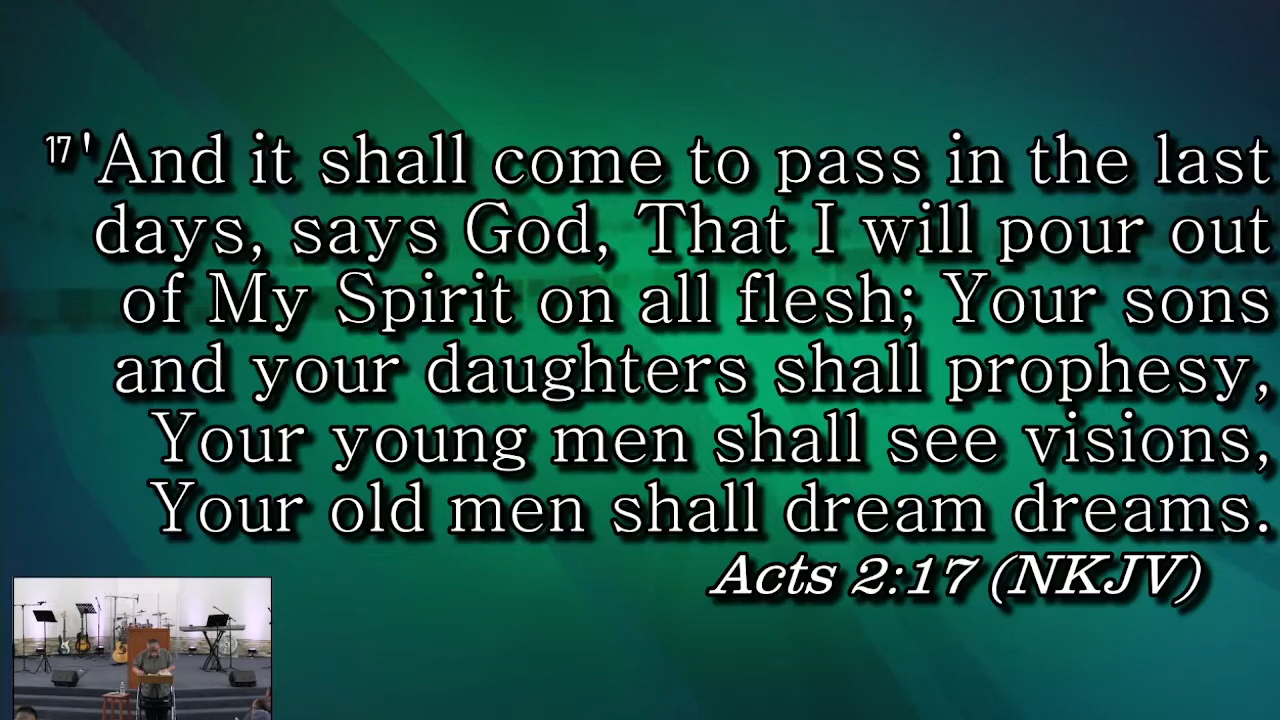 17 'And it shall come to pass in the last
days, says God, That I will pour out
of My Spirit on all flesh; Your sons
and your daughters shall prophesy,
Your young men shall see visions,
Your old men shall dream dreams.
Acts 2:17 (NKJV)